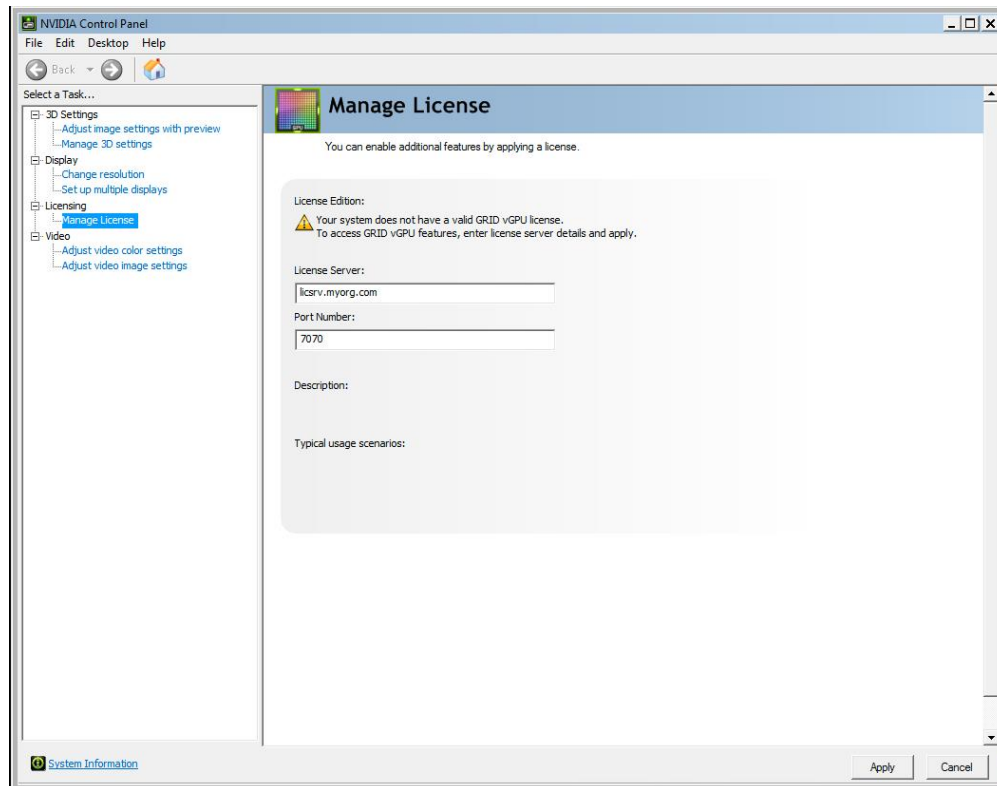 NVIDIA Control Panel
File Edit Desktop Help
Back
Select a Task...
3D Settings
Adjust image settings with preview
Manage 3D settings
Display
Change resolution
Set up multiple displays
Licensing
Manage License
Video
Adjust video color settings
Adjust video image settings
Manage License
You can enable additional features by applying a license.
License Edition:
Your system does not have a valid GRID vGPU license.
To access GRID vGPU features, enter license server details and apply.
License Server:
licsrv.myorg.com
Port Number:
7070
Description:
Typical usage scenarios:
System Information
Apply Cancel